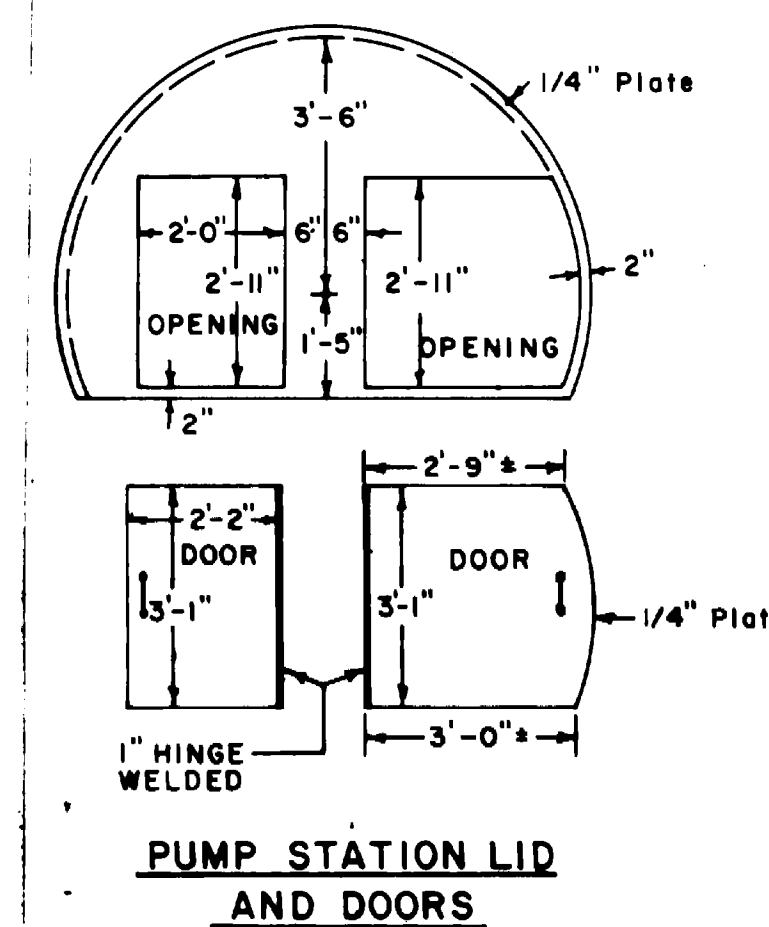 1/4" Plate
3'-6"
2'-0" 6" 6"
2'-11" 2'-11" 2"
OPENING
1'-5" OPENING
2"
2'-9"±
2'-2"
DOOR DOOR
3'-1" 3'-1" 1/4" Plat
1" HINGE 3'-0"±
WELDED
PUMP STATION LID
AND DOORS